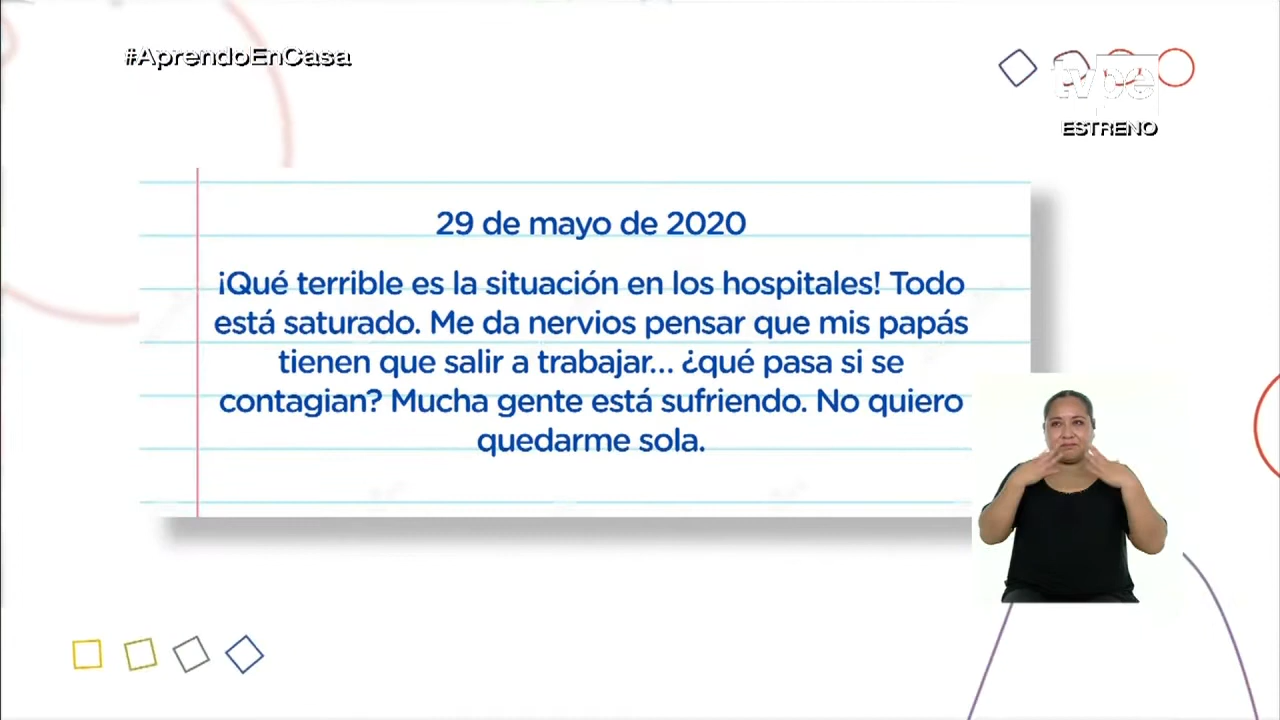 #AprendoEnCasa
tvpe
ESTRENO
29 de mayo de 2020
¡Qué terrible es la situación en los hospitales! Todo
está saturado. Me da nervios pensar que mis papás
tienen que salir a trabajar... ¿qué pasa si se
contagian? Mucha gente está sufriendo. No quiero
quedarme sola.